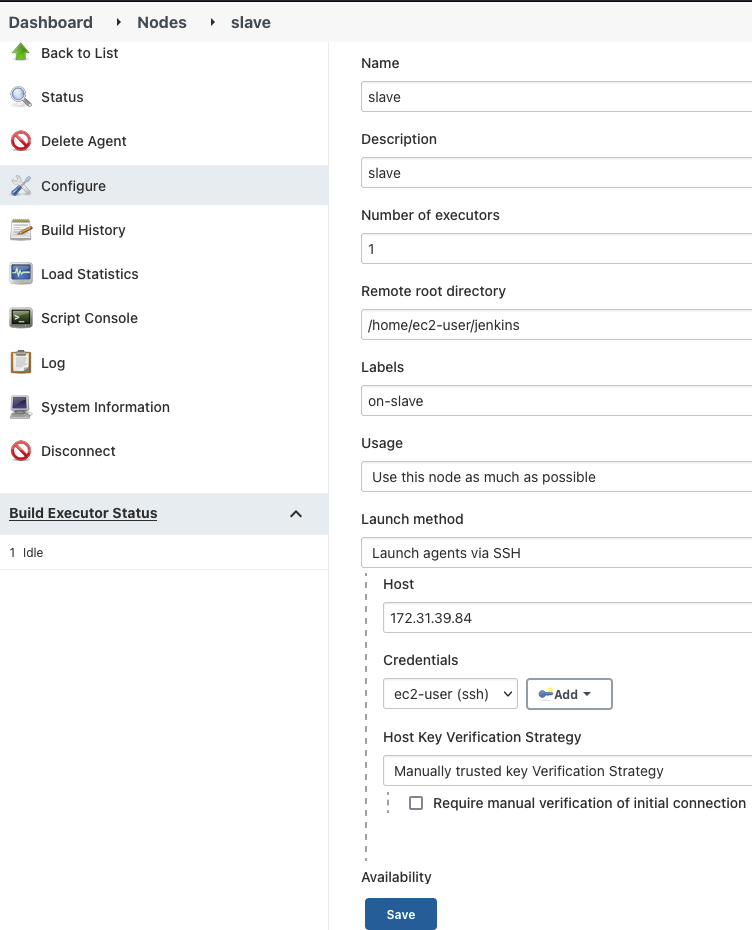 Dashboard Nodes slave
Back to List
Status
Delete Agent
Configure
Build History
Load Statistics
Script Console
Log
System Information
Disconnect
Build Executor Status
1 Idle
Name
slave
Description
slave
Number of executors
1
Remote root directory
/home/ec2-user/jenkins
Labels
on-slave
Usage
Use this node as much as possible
Launch method
Launch agents via SSH
Host
172.31.39.84
Credentials
ec2-user (ssh) Add
Host Key Verification Strategy
Manually trusted key Verification Strategy
Require manual verification of initial connection
Availability
Save